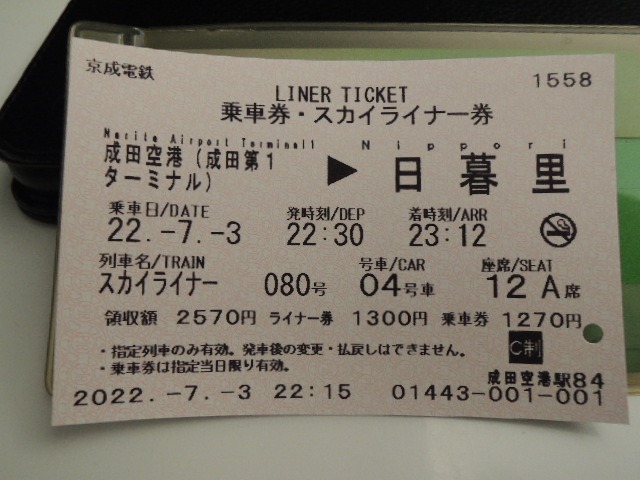 京成電鉄
1558
LINER TICKET
乗車券・スカイライナー券
Narita Airport Terminal1 Nippori
成田空港(成田第1ターミナル) ▶ 日暮里
乗車日/DATE 発時刻/DEP 着時刻/ARR
22.-7.-3 22:30 23:12
列車名/TRAIN 号車/CAR 座席/SEAT
スカイライナー 080号 04号車 12 A席
領収額 2570円 ライナー券 1300円 乗車券 1270円
・指定列車のみ有効。発車後の変更・払戻しはできません。
・乗車券は指定当日限り有効。
C制
成田空港駅84
2022.-7.-3 22:15 01443-001-001